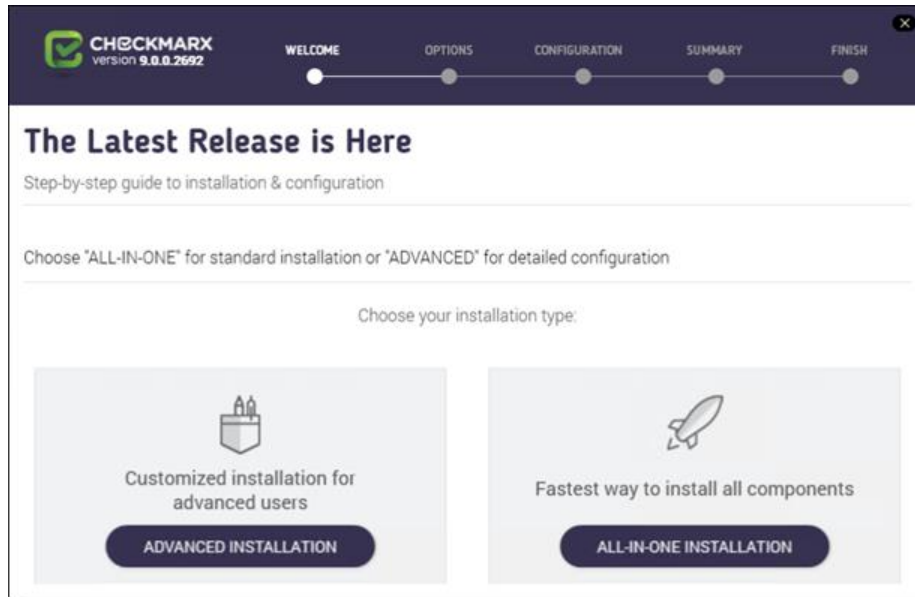 CHECKMARX
version 9.0.0.2692
WELCOME
OPTIONS
CONFIGURATION
SUMMARY
FINISH
The Latest Release is Here
Step-by-step guide to installation & configuration
Choose "ALL-IN-ONE" for standard installation or "ADVANCED" for detailed configuration
Choose your installation type:
Customized installation for
advanced users
ADVANCED INSTALLATION
Fastest way to install all components
ALL-IN-ONE INSTALLATION